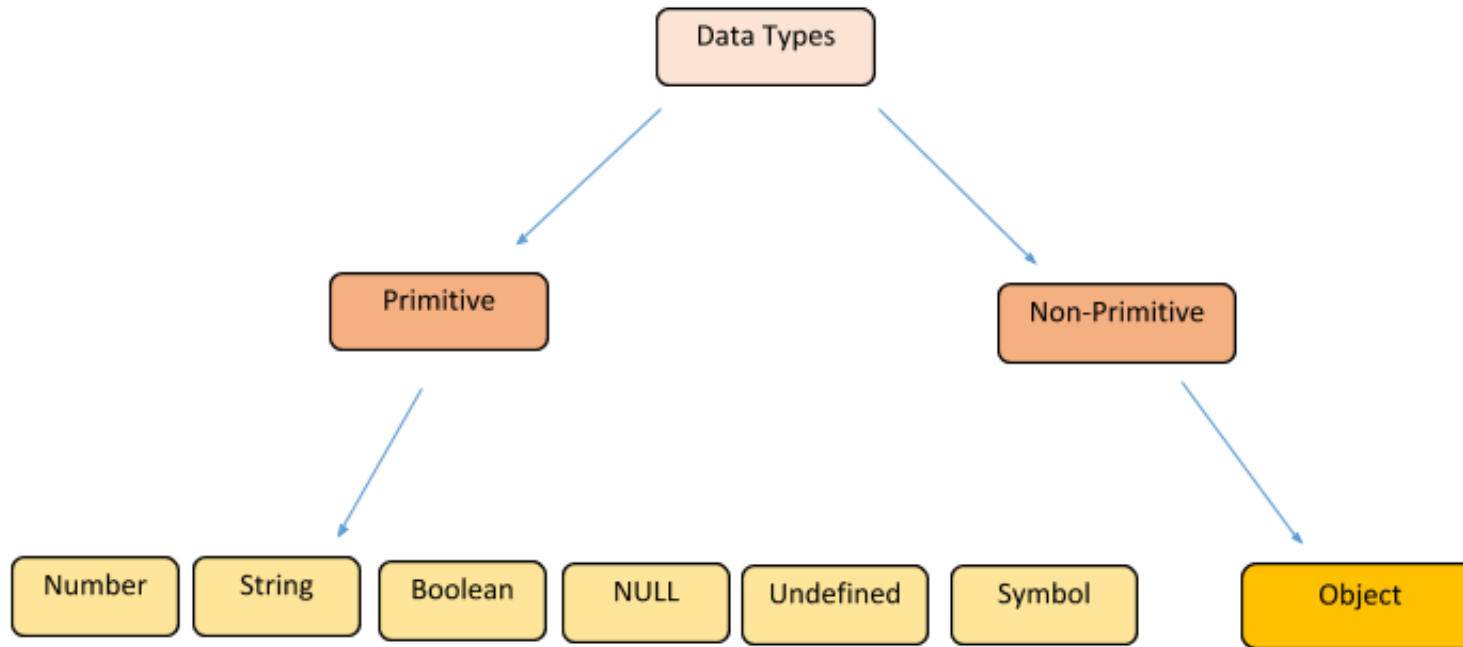 Data Types
Primitive
Non-Primitive
Number
String
Boolean
NULL
Undefined
Symbol
Object